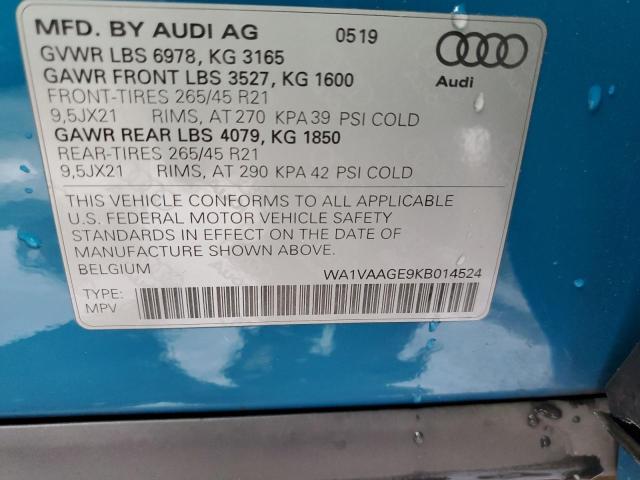 MFD. BY AUDI AG 0519
GVWR LBS 6978, KG 3165
GAWR FRONT LBS 3527, KG 1600
FRONT-TIRES 265/45 R21
9,5JX21 RIMS, AT 270 KPA 39 PSI COLD
GAWR REAR LBS 4079, KG 1850
REAR-TIRES 265/45 R21
9,5JX21 RIMS, AT 290 KPA 42 PSI COLD
Audi
THIS VEHICLE CONFORMS TO ALL APPLICABLE
U.S. FEDERAL MOTOR VEHICLE SAFETY
STANDARDS IN EFFECT ON THE DATE OF
MANUFACTURE SHOWN ABOVE.
BELGIUM WA1VAAGE9KB014524
TYPE:
MPV